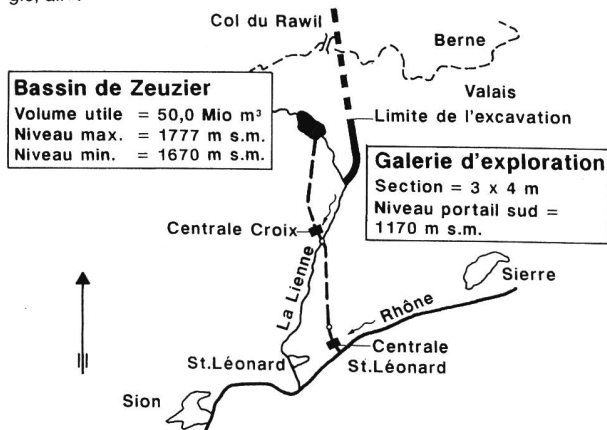 Col du Rawil
Berne
Valais
Bassin de Zeuzier
Volume utile = 50,0 Mio m³
Niveau max. = 1777 m s.m.
Niveau min. = 1670 m s.m.
Limite de l'excavation
Galerie d'exploration
Section = 3 x 4 m
Niveau portail sud =
1170 m s.m.
Centrale Croix
La Lienne
Sierre
Rhône
Centrale
St.Léonard
St.Léonard
Sion